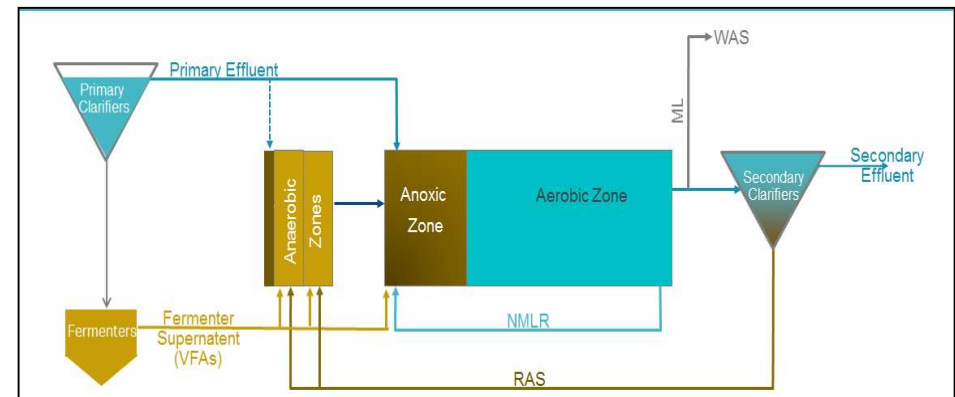 WAS
Primary Effluent
Primary
Clarifiers
ML
Secondary
Effluent
Anaerobic
Zones
Anoxic
Zone
Aerobic Zone
Secondary
Clarifiers
Fermenters
Fermenter
Supernatent
(VFAs)
NMLR
RAS